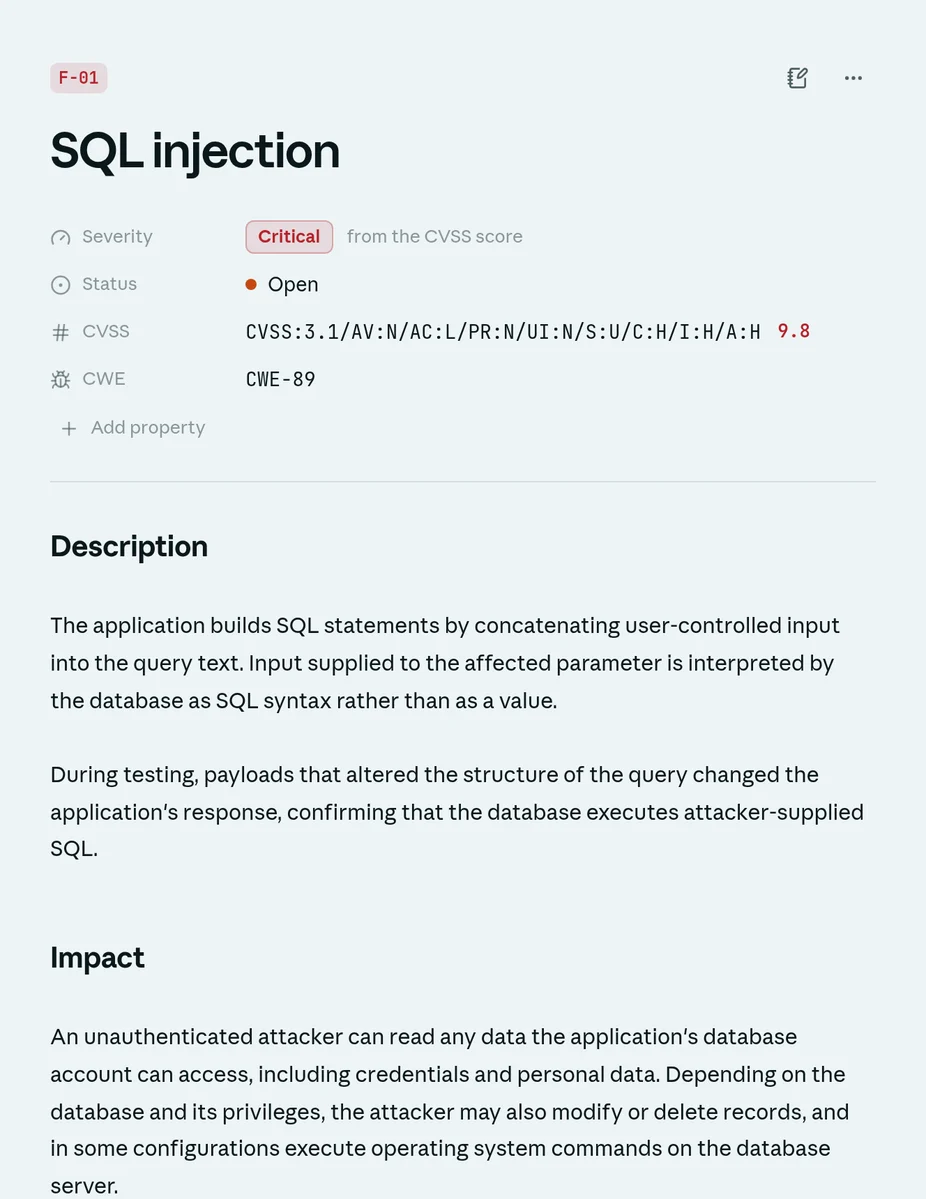 F-01
SQL injection
Severity Critical from the CVSS score
Status Open
CVSS CVSS:3.1/AV:N/AC:L/PR:N/UI:N/S:U/C:H/I:H/A:H 9.8
CWE CWE-89
Add property
Description
The application builds SQL statements by concatenating user-controlled input
into the query text. Input supplied to the affected parameter is interpreted by
the database as SQL syntax rather than as a value.
During testing, payloads that altered the structure of the query changed the
application's response, confirming that the database executes attacker-supplied
SQL.
Impact
An unauthenticated attacker can read any data the application's database
account can access, including credentials and personal data. Depending on the
database and its privileges, the attacker may also modify or delete records, and
in some configurations execute operating system commands on the database
server.